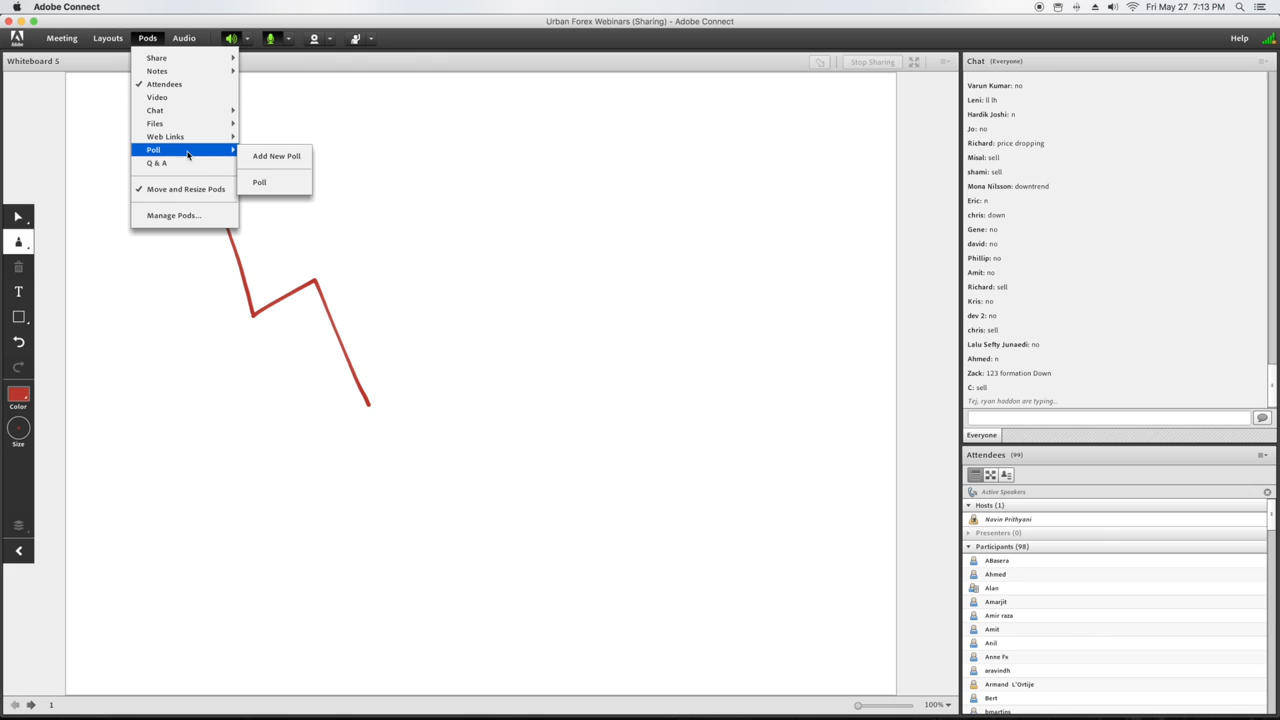 Adobe Connect
Fri May 27 7:13 PM
Urban Forex Webinars (Sharing) - Adobe Connect
Adobe
Meeting Layouts Pods Audio
Help
Whiteboard 5
Stop Sharing
Share
Notes
Attendees
Video
Chat
Files
Web Links
Poll
Q & A
Move and Resize Pods
Manage Pods...
Add New Poll
Poll
T
Color
Size
1
100%
Chat (Everyone)
Varun Kumar: no
Leni: ll lh
Hardik Joshi: n
Jo: no
Richard: price dropping
Misal: sell
shami: sell
Mona Nilsson: downtrend
Eric: n
chris: down
Gene: no
david: no
Phillip: no
Amit: no
Richard: sell
Kris: no
dev 2: no
chris: sell
Lalu Sefty Junaedi: no
Ahmed: n
Zack: 123 formation Down
C: sell
Tej, ryan haddon are typing...
Everyone
Attendees (99)
Active Speakers
Hosts (1)
Navin Prithyani
Presenters (0)
Participants (98)
ABasera
Ahmed
Alan
Amarjit
Amir raza
Amit
Anil
Anne Fx
aravindh
Armand L'Ortije
Bert
bmartins